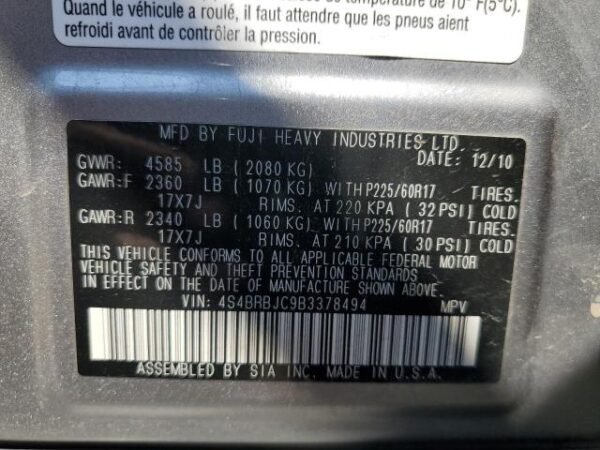 de température de 10° F(5°C).
Quand le véhicule a roulé, il faut attendre que les pneus aient
refroidi avant de contrôler la pression.
MFD BY FUJI HEAVY INDUSTRIES LTD.
DATE: 12/10
GVWR: 4585 LB ( 2080 KG)
GAWR:F 2360 LB ( 1070 KG) WITH P225/60R17 TIRES.
17X7J RIMS. AT 220 KPA ( 32 PSI) COLD
GAWR:R 2340 LB ( 1060 KG) WITH P225/60R17 TIRES.
17X7J RIMS. AT 210 KPA ( 30 PSI) COLD
THIS VEHICLE CONFORMS TO ALL APPLICABLE FEDERAL MOTOR
VEHICLE SAFETY AND THEFT PREVENTION STANDARDS
IN EFFECT ON THE DATE OF MANUFACTURE SHOWN ABOVE.
VIN: 4S4BRBJC9B3378494 MPV
ASSEMBLED BY SIA INC. MADE IN U.S.A.